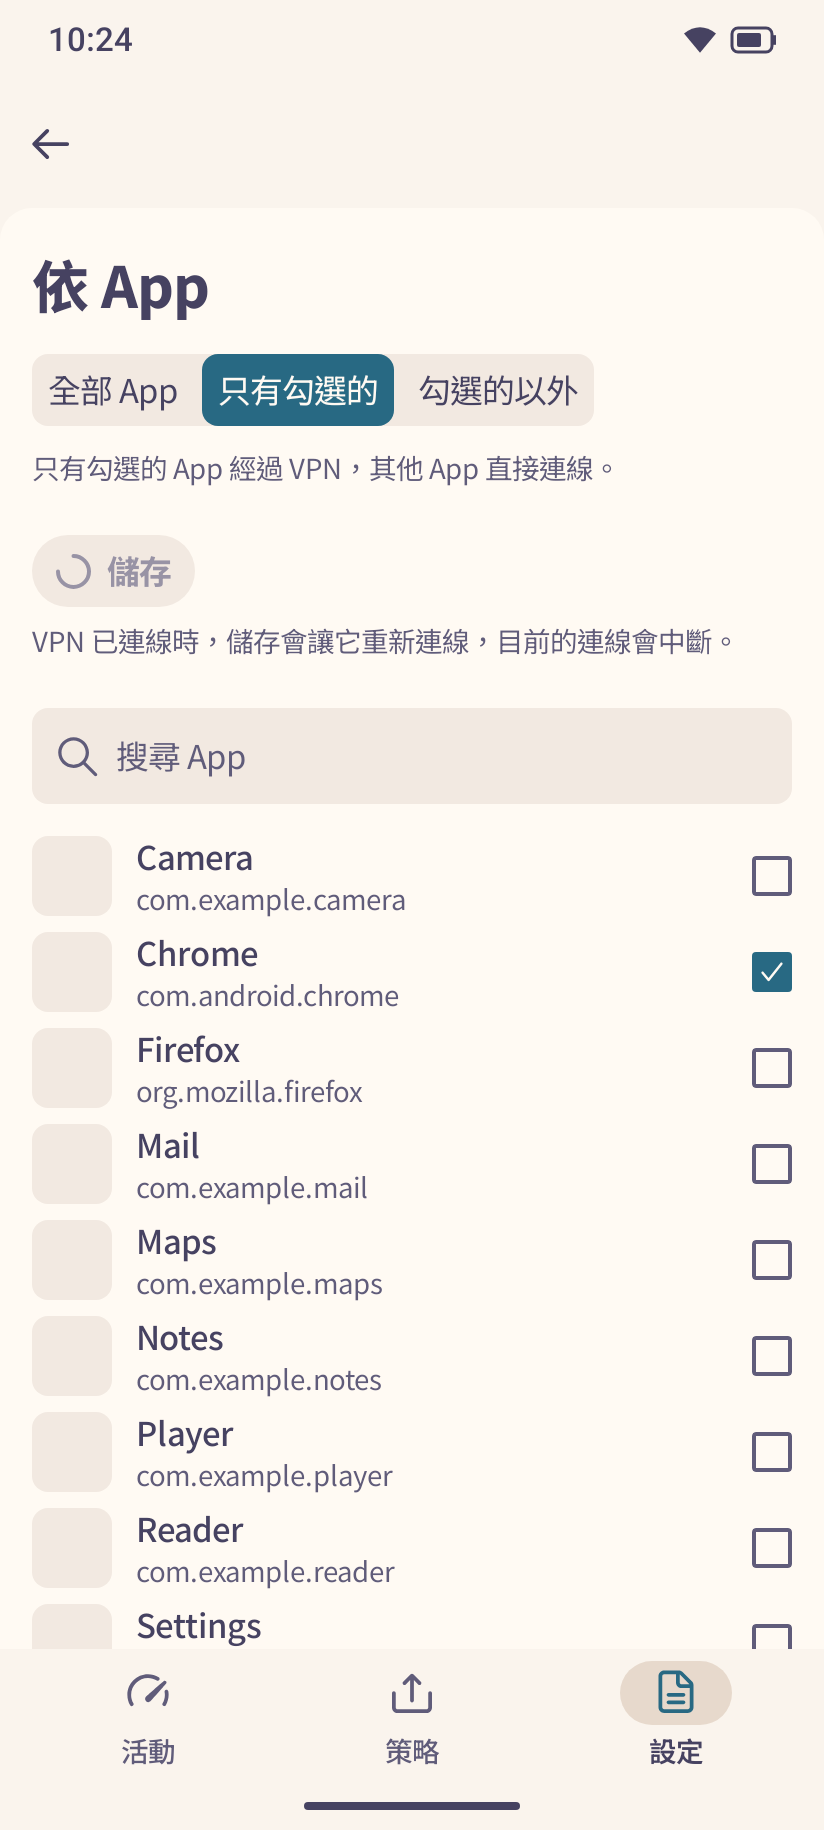 10:24
依 App
全部 App
只有勾選的
勾選的以外
只有勾選的 App 經過 VPN，其他 App 直接連線。
儲存
VPN 已連線時，儲存會讓它重新連線，目前的連線會中斷。
搜尋 App
Camera
com.example.camera
Chrome
com.android.chrome
Firefox
org.mozilla.firefox
Mail
com.example.mail
Maps
com.example.maps
Notes
com.example.notes
Player
com.example.player
Reader
com.example.reader
Settings
活動
策略
設定